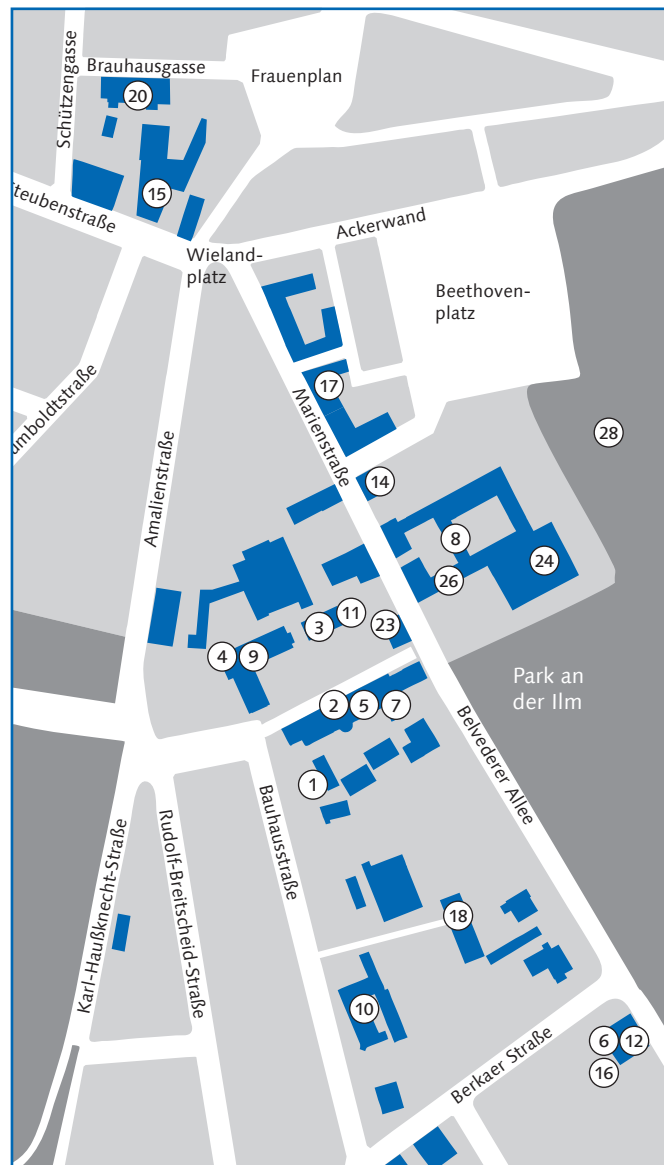 Schützengasse
Brauhausgasse
Frauenplan
20
15
teubenstraße
Wieland-
platz
Ackerwand
Beethoven-
platz
umboldtstraße
Amalienstraße
17
Marienstraße
28
14
8
24
26
11
3
23
4
9
Park an
der Ilm
2
5
7
Belvederer Allee
1
Bauhausstraße
Karl-Haußknecht-Straße
Rudolf-Breitscheid-Straße
18
10
Berkaer Straße
6
12
16